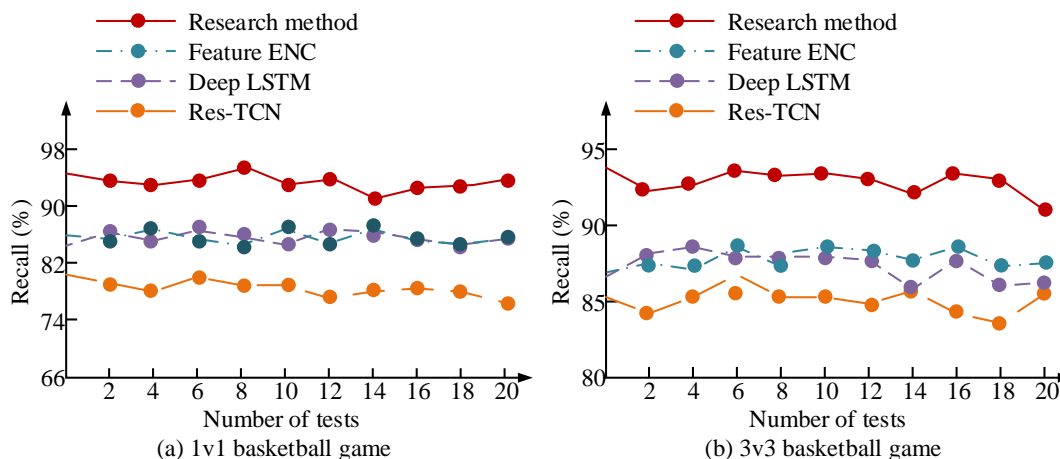 Research method
Feature ENC
Deep LSTM
Res-TCN
98
90
82
74
66
Recall (%)
2 4 6 8 10 12 14 16 18 20
Number of tests
(a) 1v1 basketball game
Research method
Feature ENC
Deep LSTM
Res-TCN
95
90
85
80
Recall (%)
2 4 6 8 10 12 14 16 18 20
Number of tests
(b) 3v3 basketball game